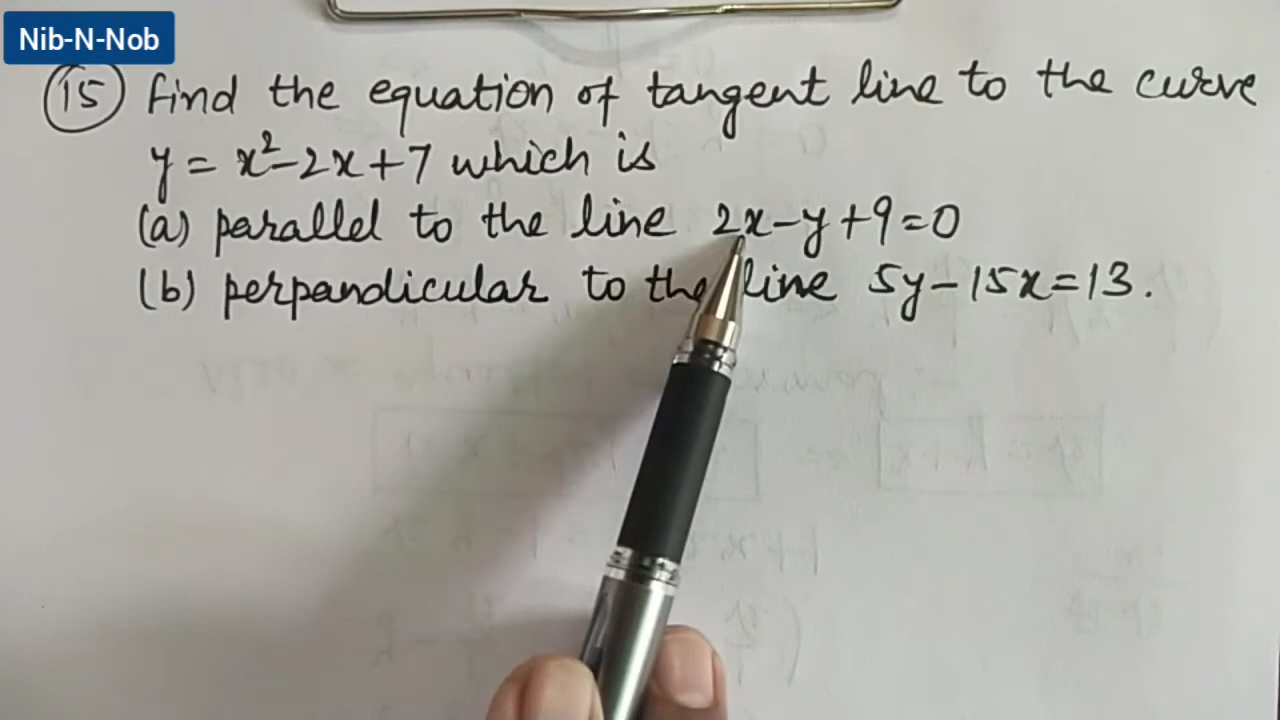 Nib-N-Nob
(15) Find the equation of tangent line to the curve
y = x²-2x+7 which is
(a) parallel to the line 2x-y+9=0
(b) perpendicular to the line 5y-15x=13.